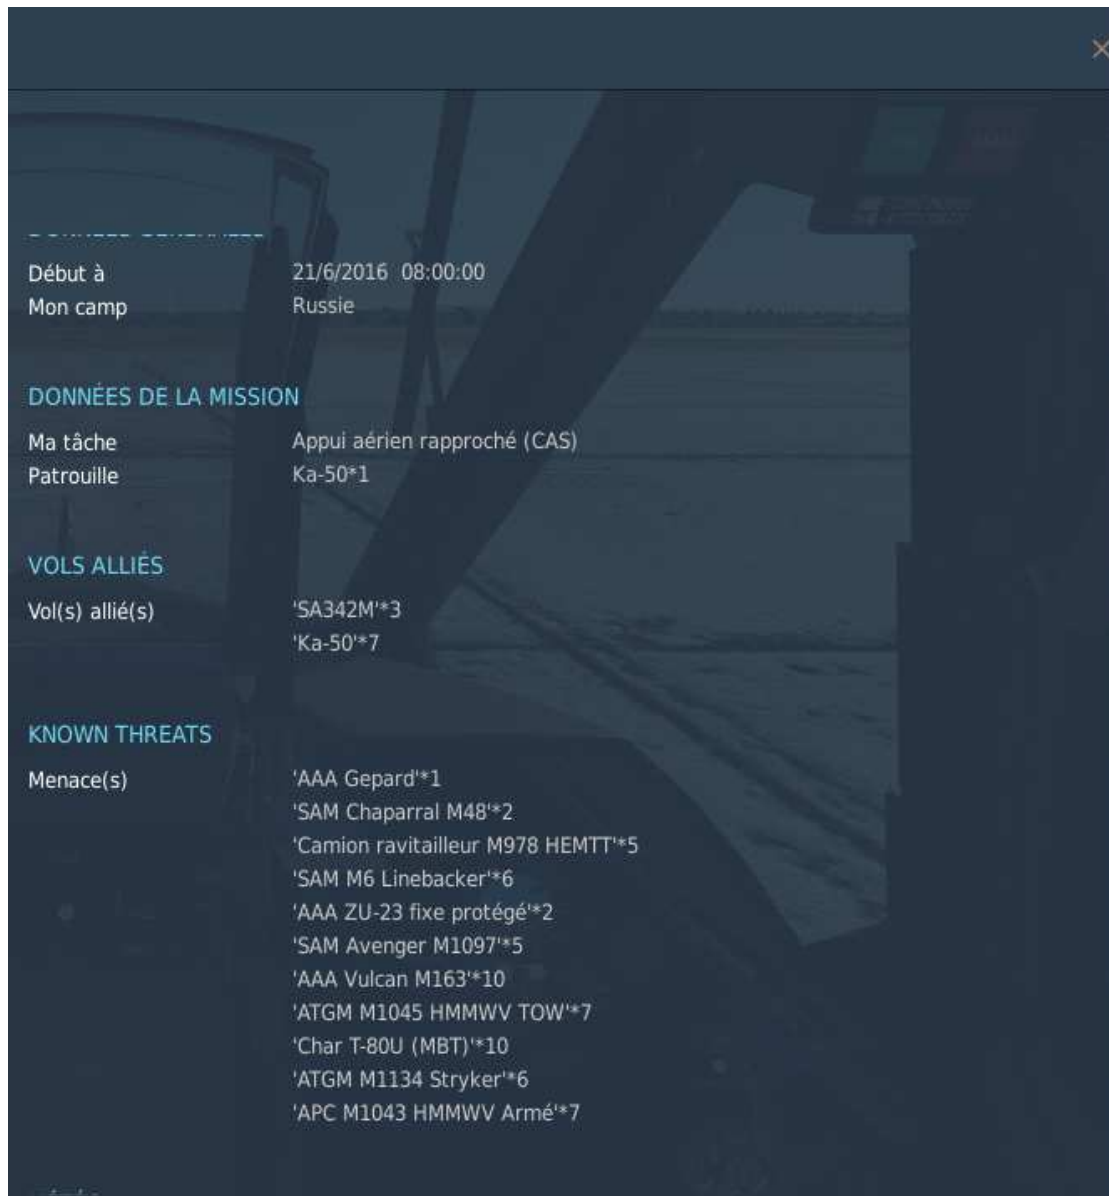 Début à 21/6/2016 08:00:00
Mon camp Russie
DONNÉES DE LA MISSION
Ma tâche Appui aérien rapproché (CAS)
Patrouille Ka-50*1
VOLS ALLIÉS
Vol(s) allié(s) 'SA342M'*3
'Ka-50'*7
KNOWN THREATS
Menace(s) 'AAA Gepard'*1
'SAM Chaparral M48'*2
'Camion ravitailleur M978 HEMTT'*5
'SAM M6 Linebacker'*6
'AAA ZU-23 fixe protégé'*2
'SAM Avenger M1097'*5
'AAA Vulcan M163'*10
'ATGM M1045 HMMWV TOW'*7
'Char T-80U (MBT)'*10
'ATGM M1134 Stryker'*6
'APC M1043 HMMWV Armé'*7